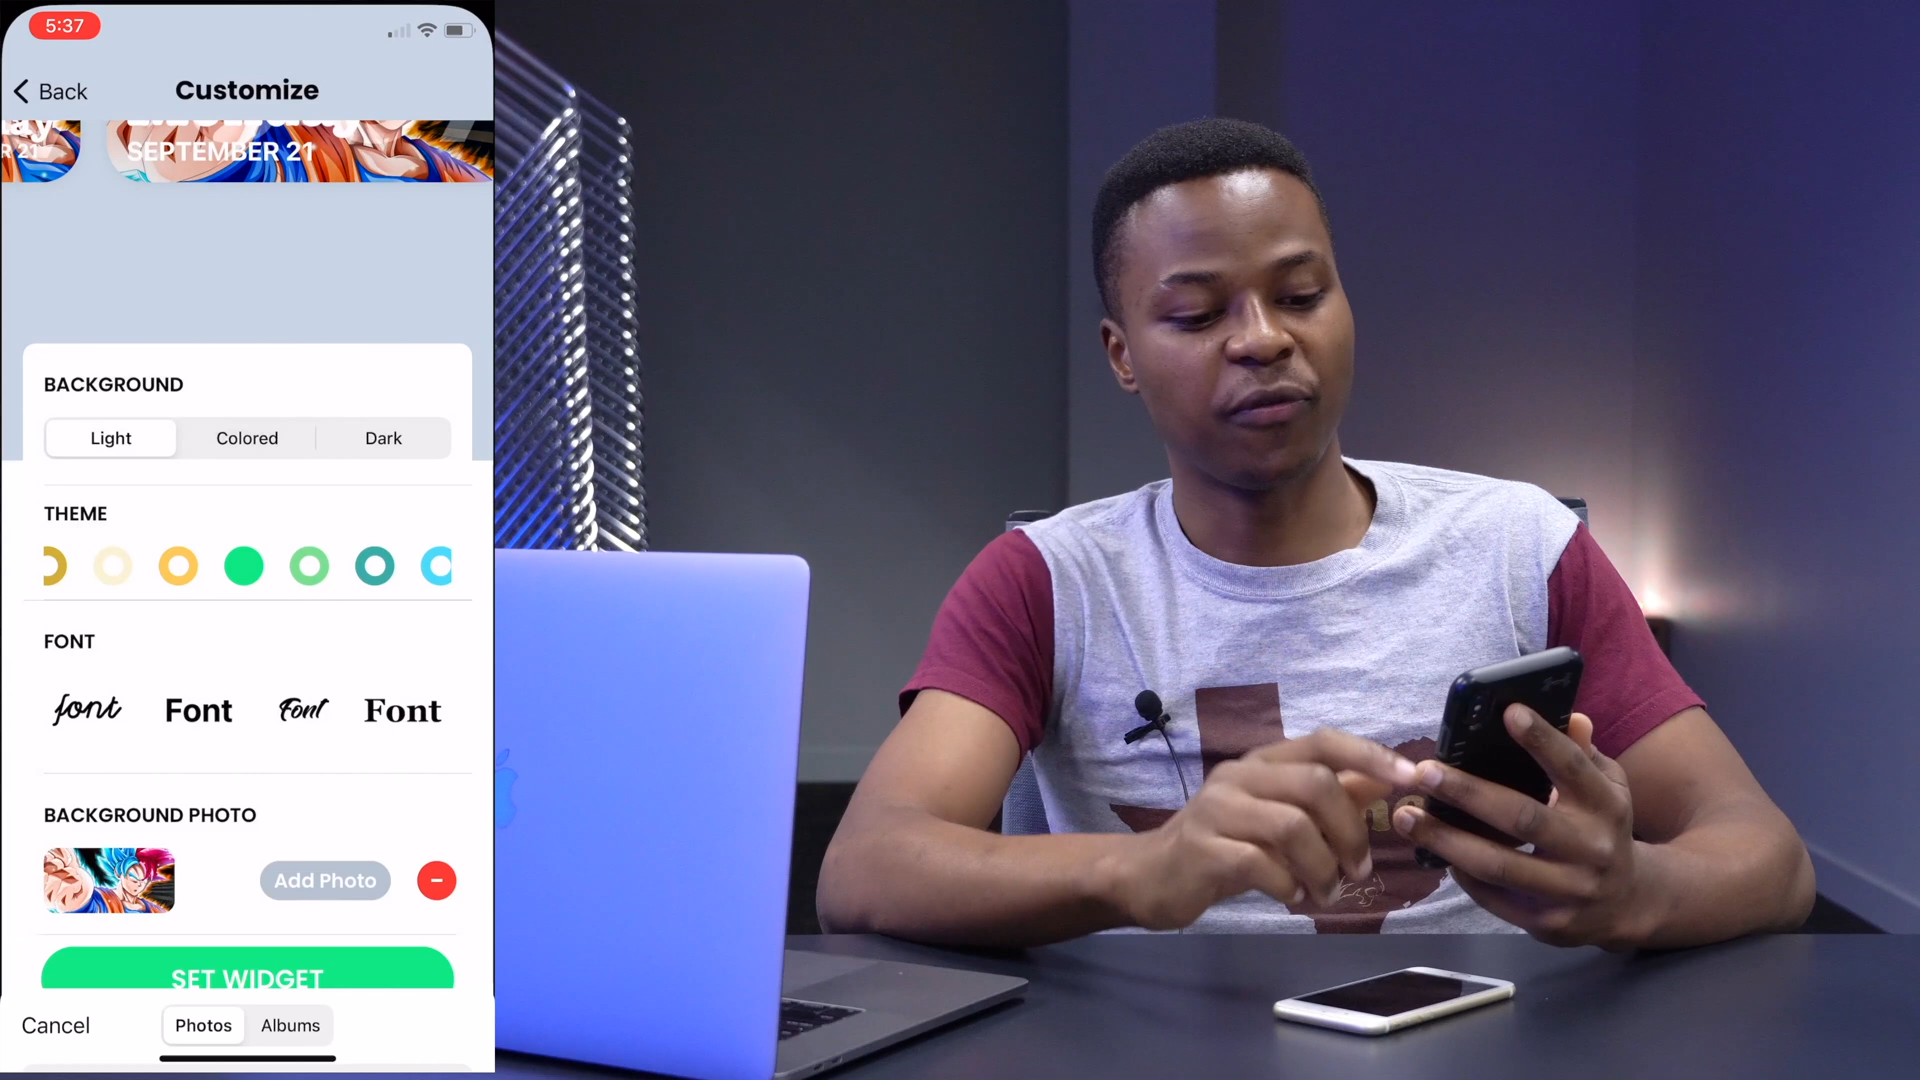 5:37
Back
Customize
SEPTEMBER 21
BACKGROUND
Light
Colored
Dark
THEME
FONT
font
Font
Font
Font
BACKGROUND PHOTO
Add Photo
SET WIDGET
Cancel
Photos
Albums